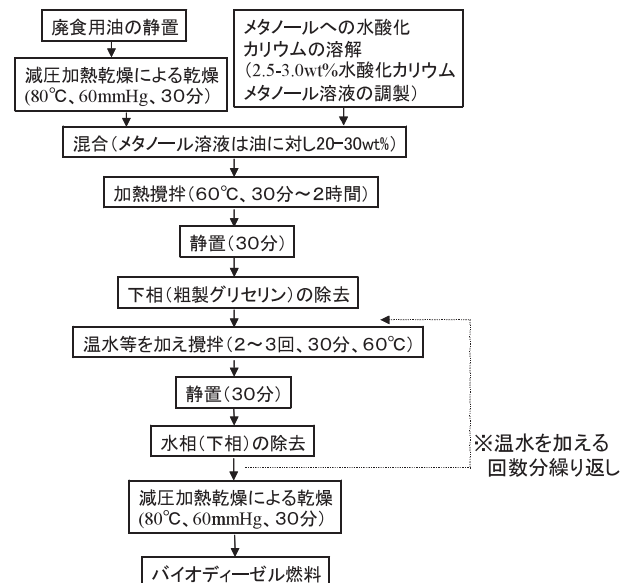 廃食用油の静置
減圧加熱乾燥による乾燥
(80℃、60mmHg、30分)
メタノールへの水酸化
カリウムの溶解
(2.5-3.0wt%水酸化カリウム
メタノール溶液の調製)
混合(メタノール溶液は油に対し20-30wt%)
加熱攪拌(60℃、30分～2時間)
静置(30分)
下相(粗製グリセリン)の除去
温水等を加え攪拌(2～3回、30分、60℃)
静置(30分)
水相(下相)の除去
※温水を加える
回数分繰り返し
減圧加熱乾燥による乾燥
(80℃、60mmHg、30分)
バイオディーゼル燃料